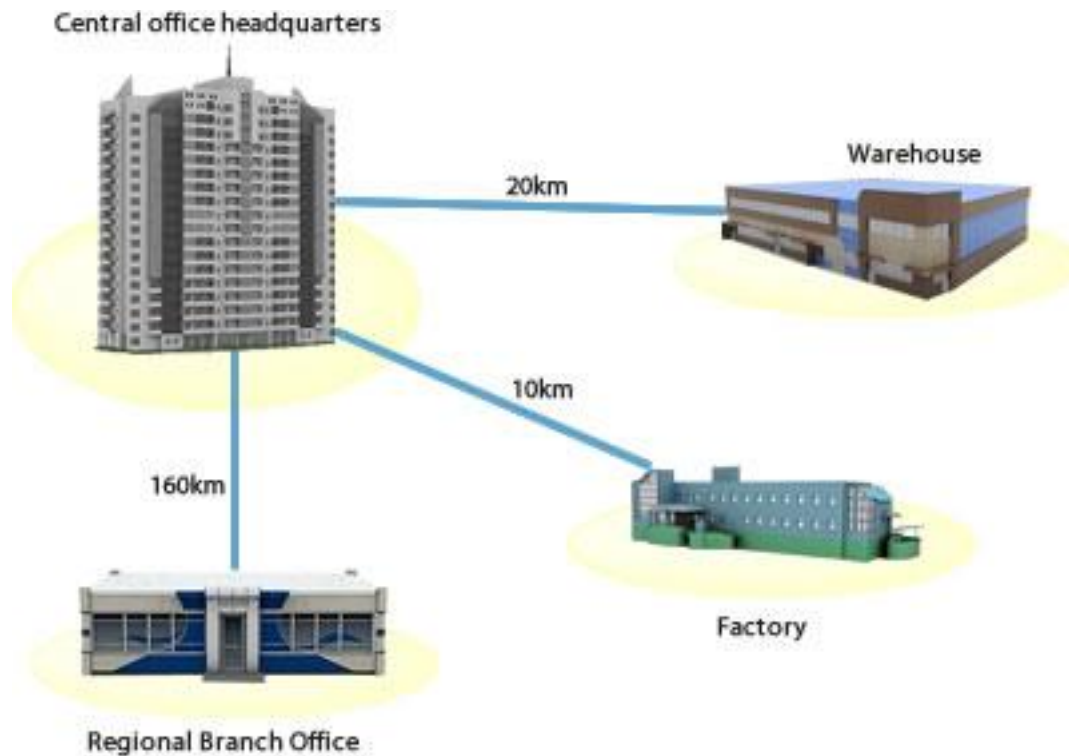 Central office headquarters
Warehouse
20km
10km
160km
Factory
Regional Branch Office